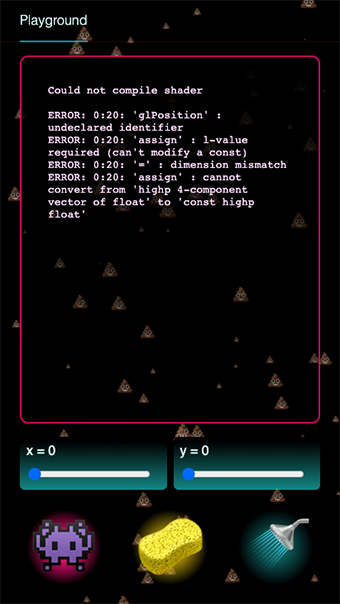 Playground
Could not compile shader
ERROR: 0:20: 'glPosition' :
undeclared identifier
ERROR: 0:20: 'assign' : l-value
required (can't modify a const)
ERROR: 0:20: '=' : dimension mismatch
ERROR: 0:20: 'assign' : cannot
convert from 'highp 4-component
vector of float' to 'const highp
float'
x = 0
y = 0